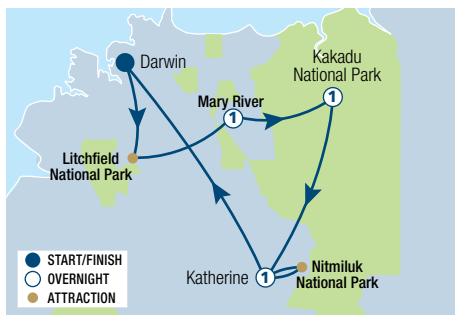 Darwin
Kakadu
National Park
Mary River
1
1
Litchfield
National Park
Katherine
1
Nitmiluk
National Park
START/FINISH
1 OVERNIGHT
ATTRACTION